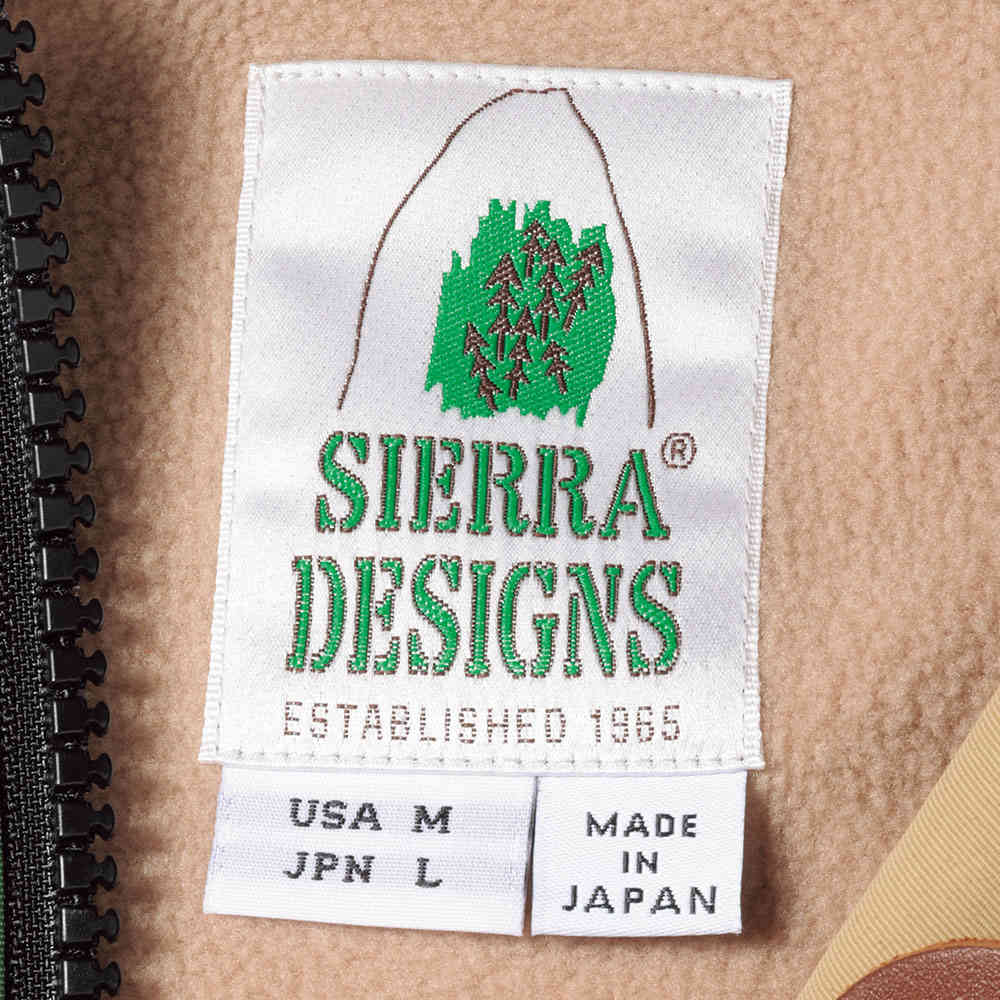 SIERRA®
DESIGNS
ESTABLISHED 1965
USA M
JPN L
MADE
IN
JAPAN